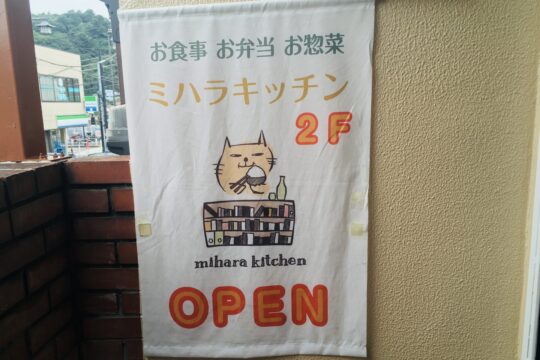 お食事 お弁当 お惣菜
ミハラキッチン
2F
mihara kitchen
OPEN